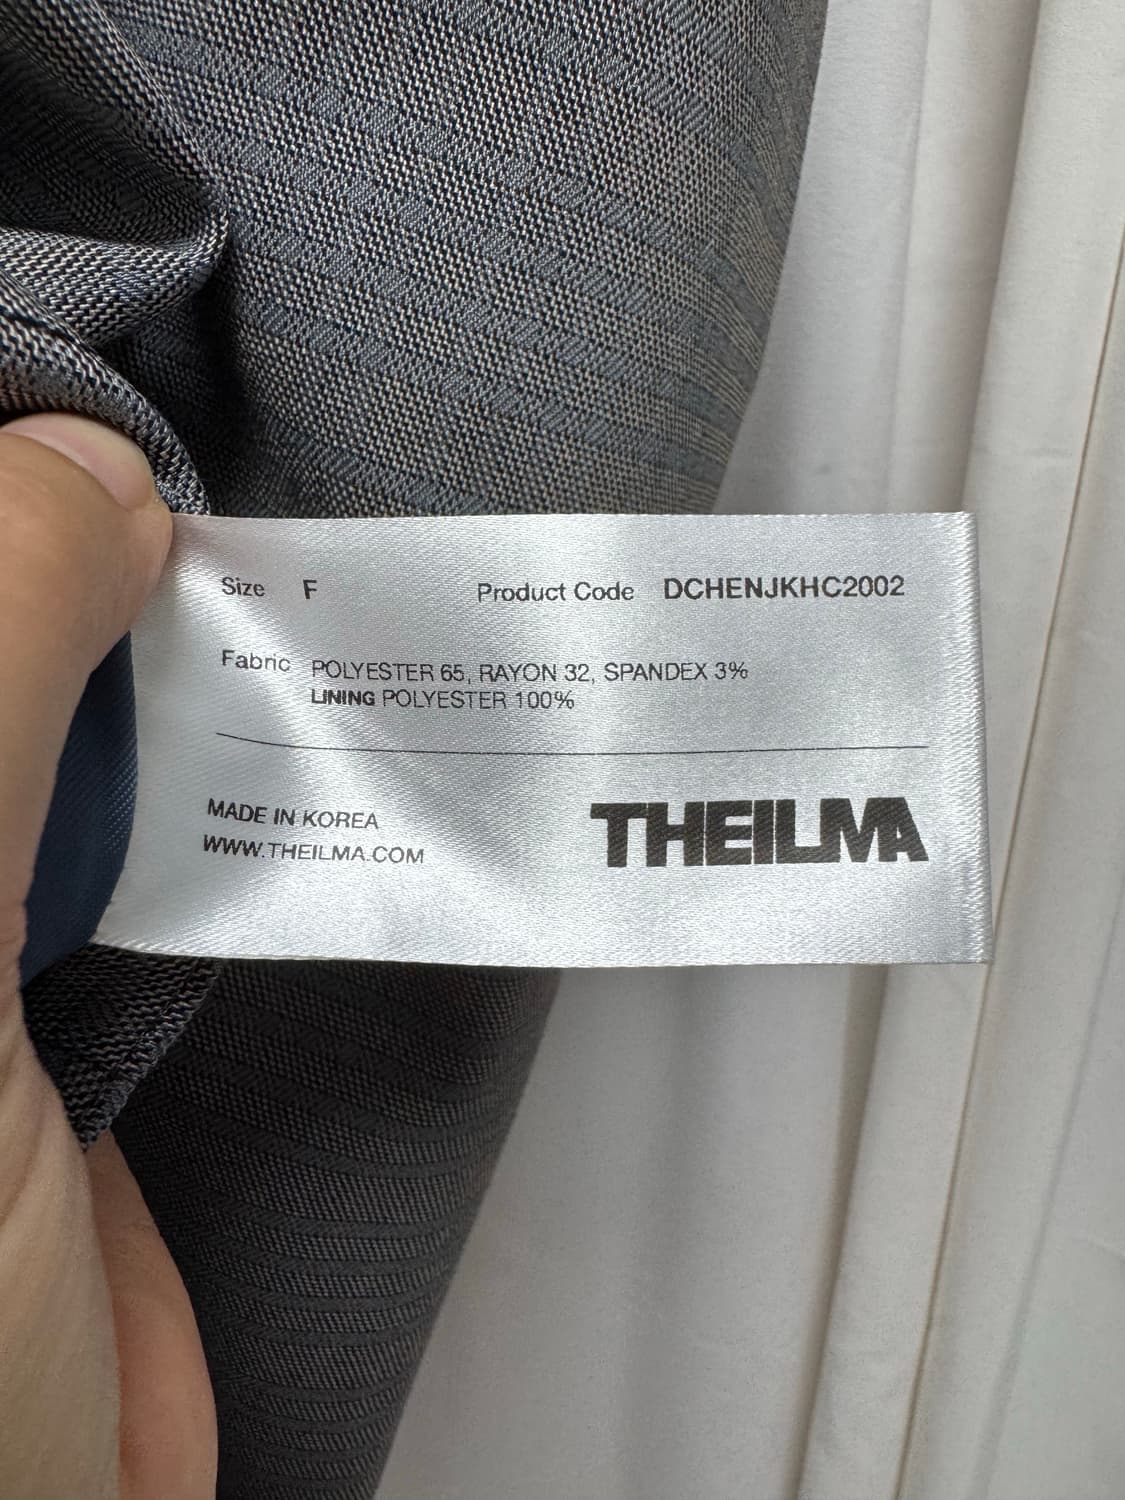 Size F Product Code DCHENJKHC2002
Fabric POLYESTER 65, RAYON 32, SPANDEX 3%
LINING POLYESTER 100%
MADE IN KOREA
WWW.THEILMA.COM
THEILMA